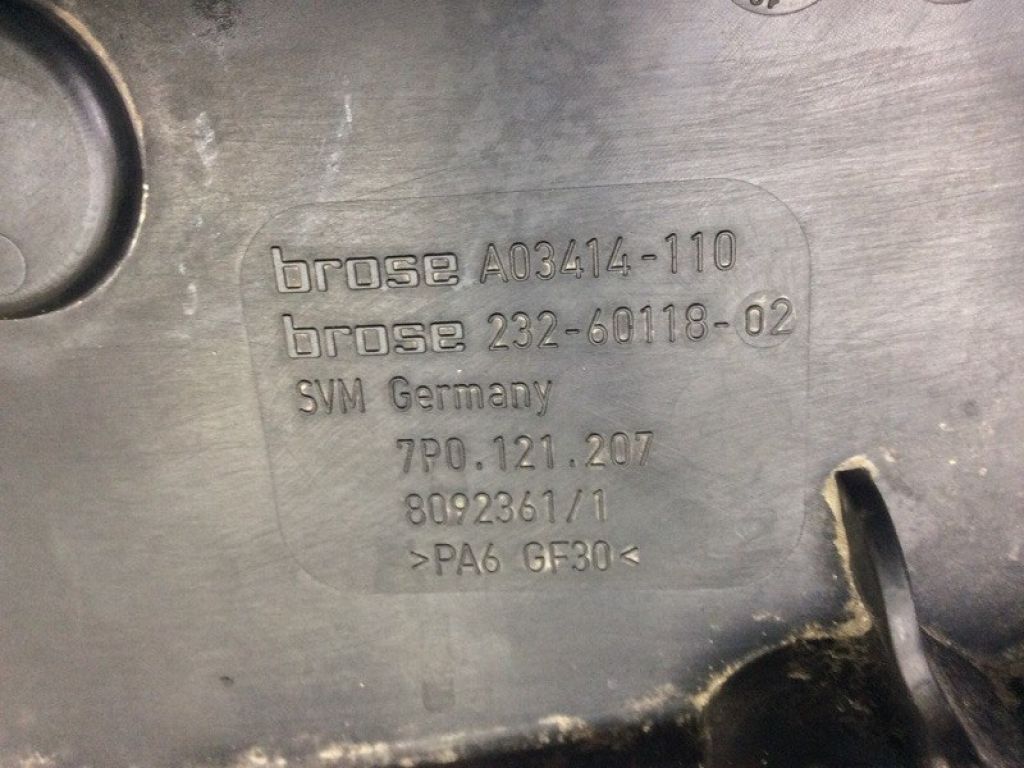 brose A03414-110
brose 232-60118-02
SVM Germany
7P0.121.207
8092361/1
>PA6 GF30<